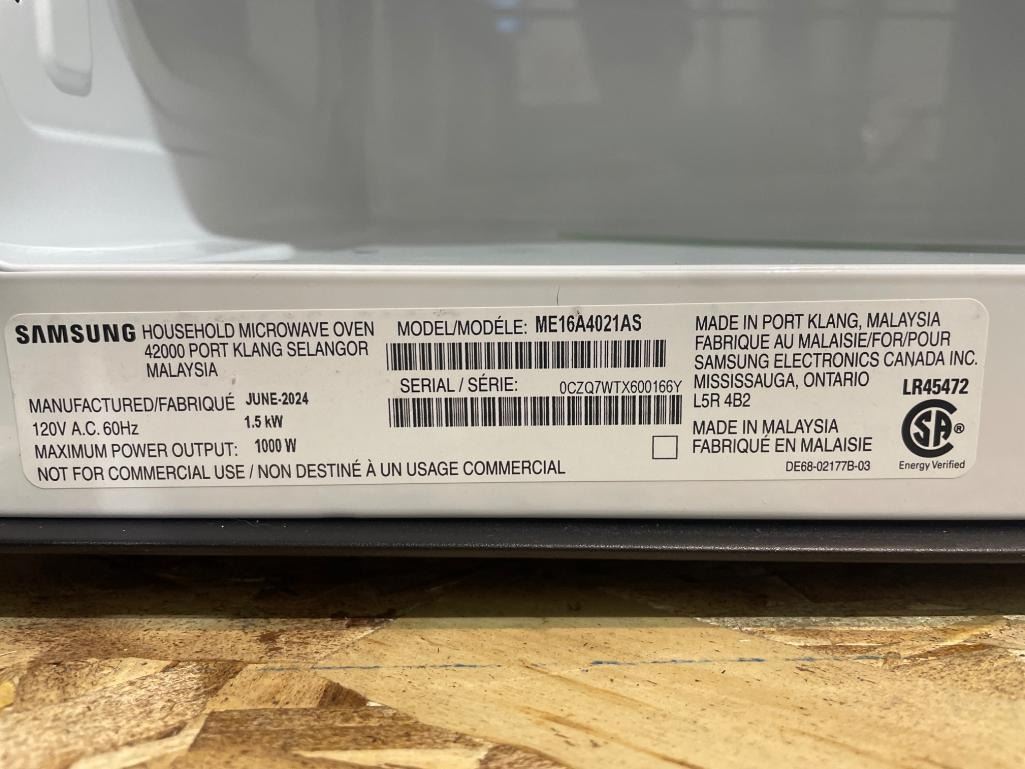 SAMSUNG HOUSEHOLD MICROWAVE OVEN
42000 PORT KLANG SELANGOR
MALAYSIA
MANUFACTURED/FABRIQUÉ JUNE-2024
120V A.C. 60Hz 1.5 kW
MAXIMUM POWER OUTPUT: 1000 W
NOT FOR COMMERCIAL USE / NON DESTINÉ À UN USAGE COMMERCIAL
MODEL/MODÉLE: ME16A4021AS
SERIAL / SÉRIE: 0CZQ7WTX600166Y
MADE IN PORT KLANG, MALAYSIA
FABRIQUE AU MALAISIE/FOR/POUR
SAMSUNG ELECTRONICS CANADA INC.
MISSISSAUGA, ONTARIO
L5R 4B2
MADE IN MALAYSIA
FABRIQUÉ EN MALAISIE
DE68-02177B-03
LR45472
CSA®
Energy Verified